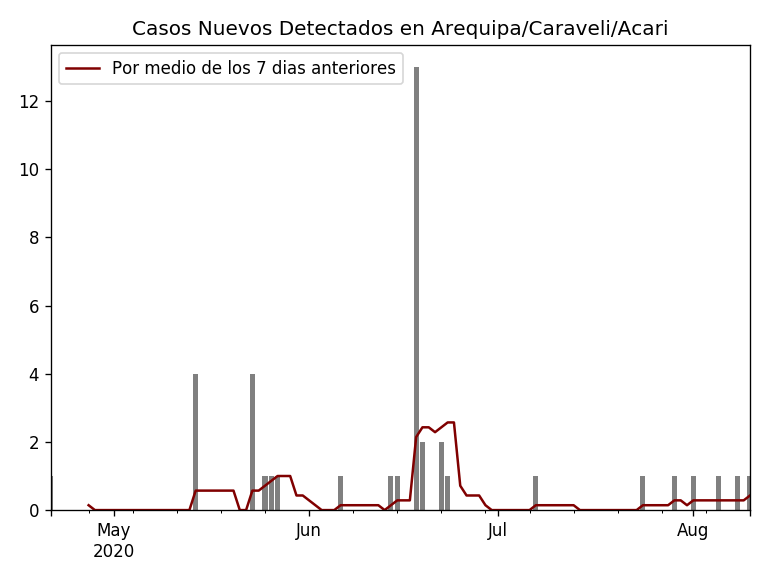 Casos Nuevos Detectados en Arequipa/Caraveli/Acari
Por medio de los 7 dias anteriores
12
10
8
6
4
2
0
May Jun Jul Aug
2020